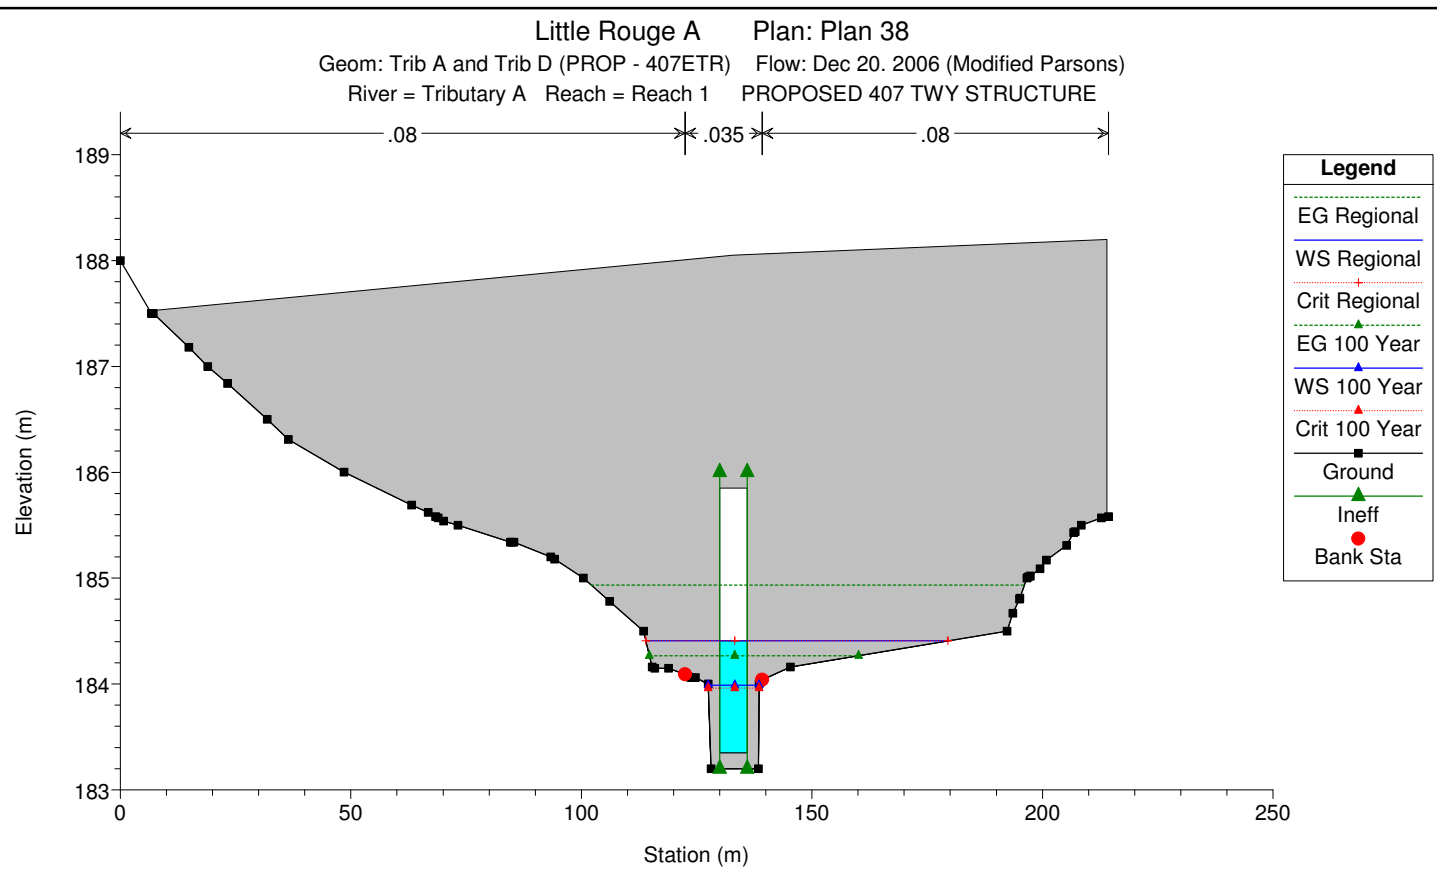 Little Rouge A Plan: Plan 38
Geom: Trib A and Trib D (PROP - 407ETR) Flow: Dec 20. 2006 (Modified Parsons)
River = Tributary A Reach = Reach 1 PROPOSED 407 TWY STRUCTURE
.08 .035 .08
189
188
187
186
185
184
183
Elevation (m)
0 50 100 150 200 250
Station (m)
Legend
EG Regional
WS Regional
Crit Regional
EG 100 Year
WS 100 Year
Crit 100 Year
Ground
Ineff
Bank Sta